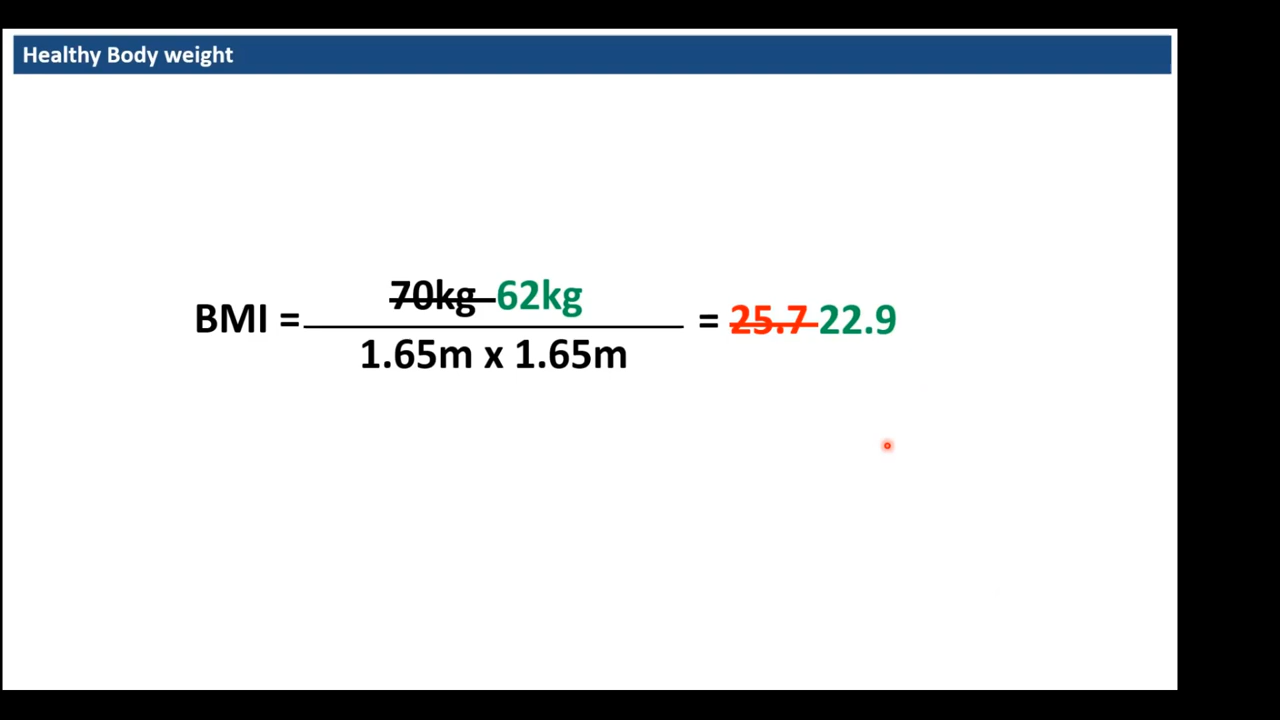 Healthy Body weight
70kg 62kg
BMI = = 25.7 22.9
1.65m x 1.65m